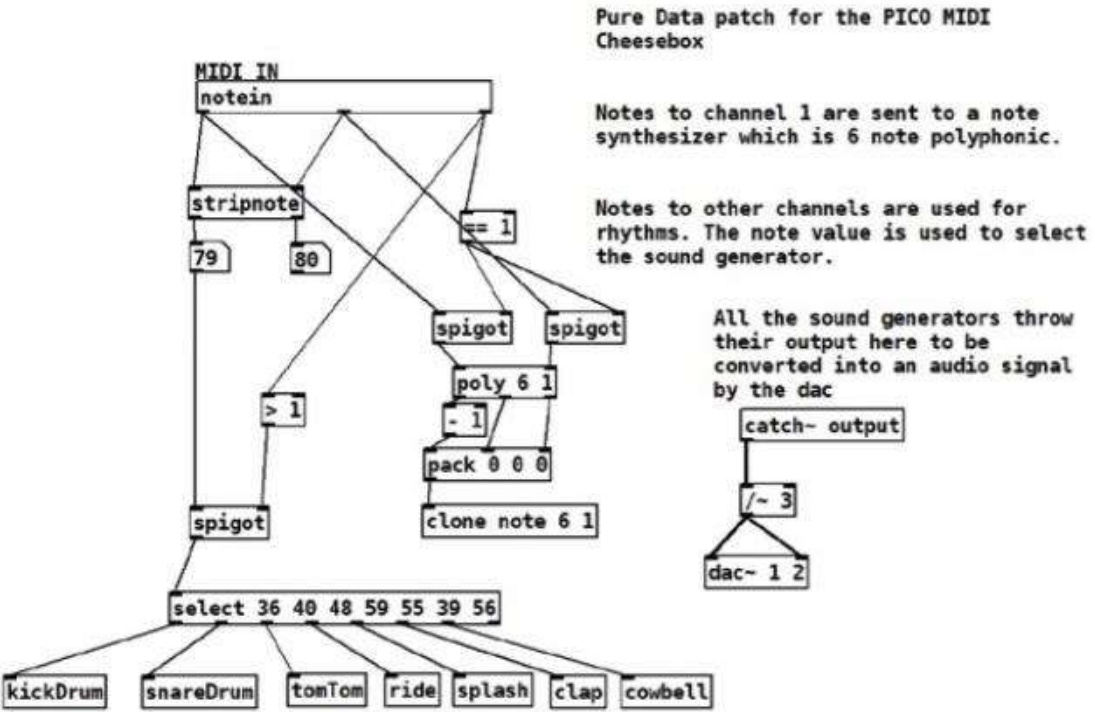 Pure Data patch for the PICO MIDI
Cheesebox
MIDI IN
notein
Notes to channel 1 are sent to a note
synthesizer which is 6 note polyphonic.
stripnote
== 1
Notes to other channels are used for
rhythms. The note value is used to select
the sound generator.
79
80
spigot
spigot
All the sound generators throw
their output here to be
converted into an audio signal
by the dac
poly 6 1
> 1
- 1
catch~ output
pack 0 0 0
/~ 3
spigot
clone note 6 1
dac~ 1 2
select 36 40 48 59 55 39 56
kickDrum
snareDrum
tomTom
ride
splash
clap
cowbell